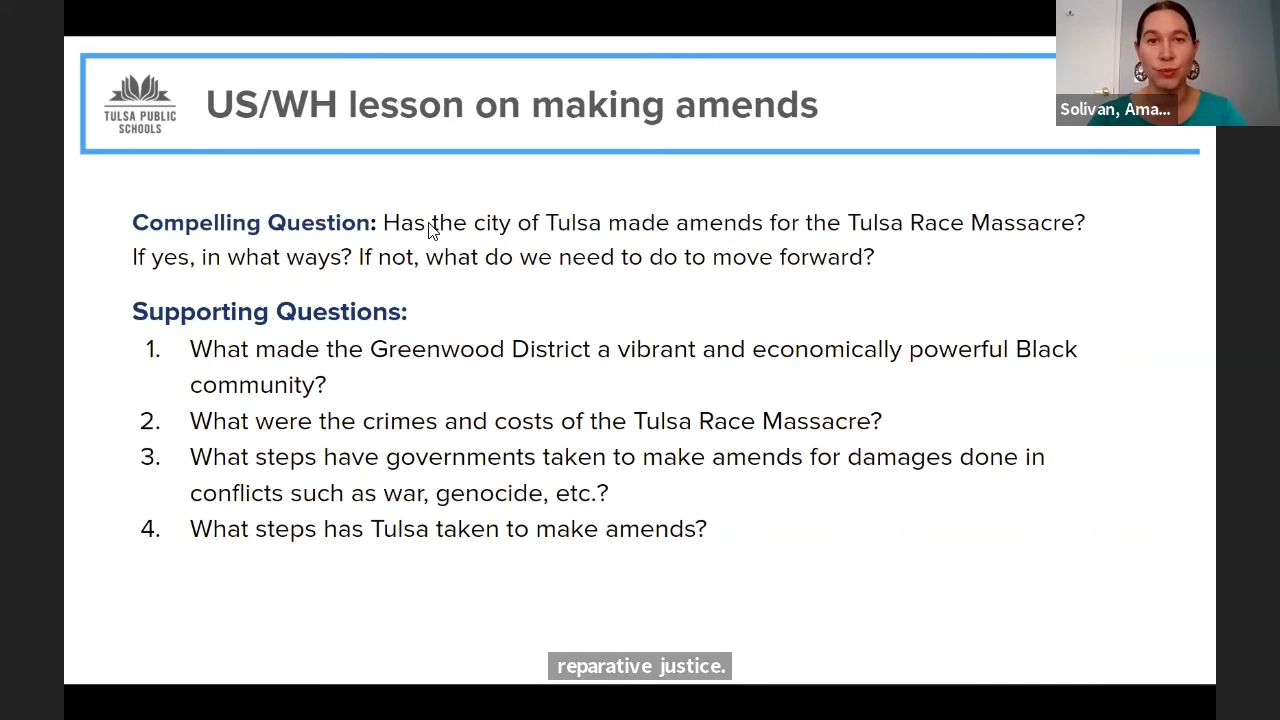 TULSA PUBLIC
SCHOOLS
US/WH lesson on making amends
Solivan, Ama...
Compelling Question: Has the city of Tulsa made amends for the Tulsa Race Massacre?
If yes, in what ways? If not, what do we need to do to move forward?
Supporting Questions:
1. What made the Greenwood District a vibrant and economically powerful Black
community?
2. What were the crimes and costs of the Tulsa Race Massacre?
3. What steps have governments taken to make amends for damages done in
conflicts such as war, genocide, etc.?
4. What steps has Tulsa taken to make amends?
reparative justice.